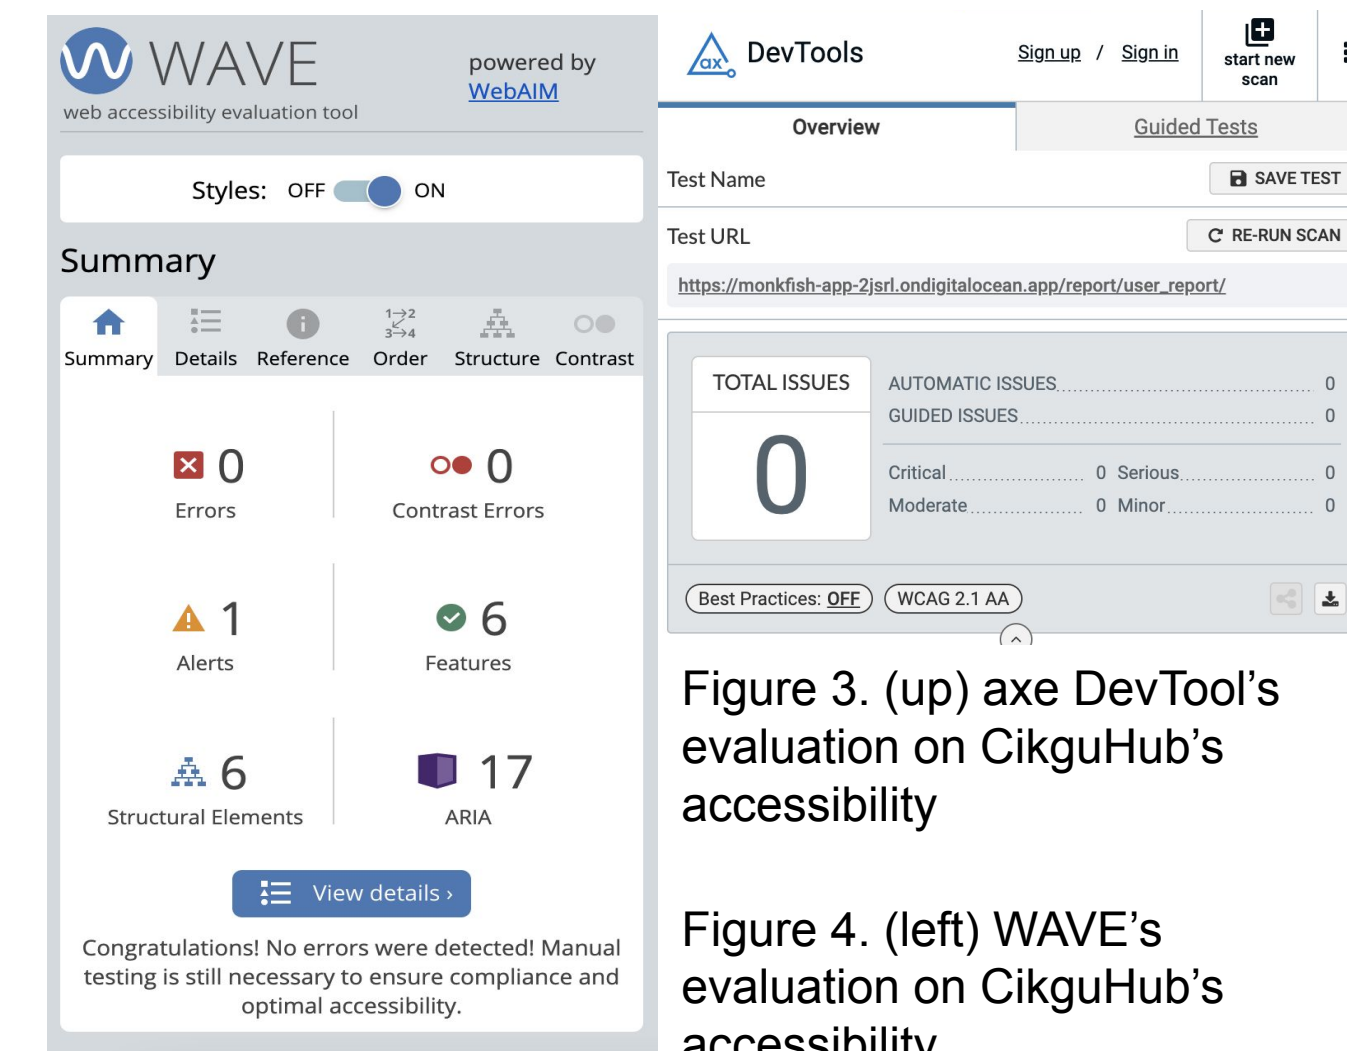 WAVE
web accessibility evaluation tool
powered by
WebAIM
Styles: OFF ON
Summary
1→2
3→4
Summary Details Reference Order Structure Contrast
0
Errors
0
Contrast Errors
1
Alerts
6
Features
6
Structural Elements
17
ARIA
View details ›
Congratulations! No errors were detected! Manual
testing is still necessary to ensure compliance and
optimal accessibility.
ax DevTools
Sign up / Sign in
start new
scan
Overview
Guided Tests
Test Name
SAVE TEST
Test URL
RE-RUN SCAN
https://monkfish-app-2jsrl.ondigitalocean.app/report/user_report/
TOTAL ISSUES
0
AUTOMATIC ISSUES 0
GUIDED ISSUES 0
Critical 0 Serious 0
Moderate 0 Minor 0
Best Practices: OFF
WCAG 2.1 AA
Figure 3. (up) axe DevTool's
evaluation on CikguHub's
accessibility
Figure 4. (left) WAVE's
evaluation on CikguHub's
accessibility